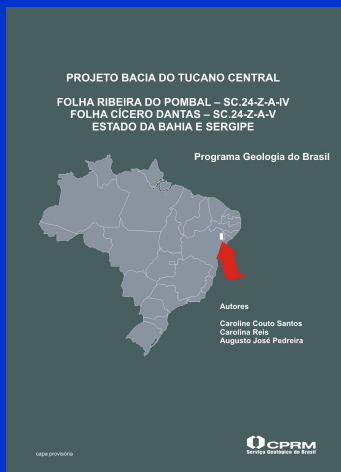 PROJETO BACIA DO TUCANO CENTRAL
FOLHA RIBEIRA DO POMBAL – SC.24-Z-A-IV
FOLHA CÍCERO DANTAS – SC.24-Z-A-V
ESTADO DA BAHIA E SERGIPE
Programa Geologia do Brasil
Autores
Caroline Couto Santos
Carolina Reis
Augusto José Pedreira
capa provisória
CPRM
Serviço Geológico do Brasil